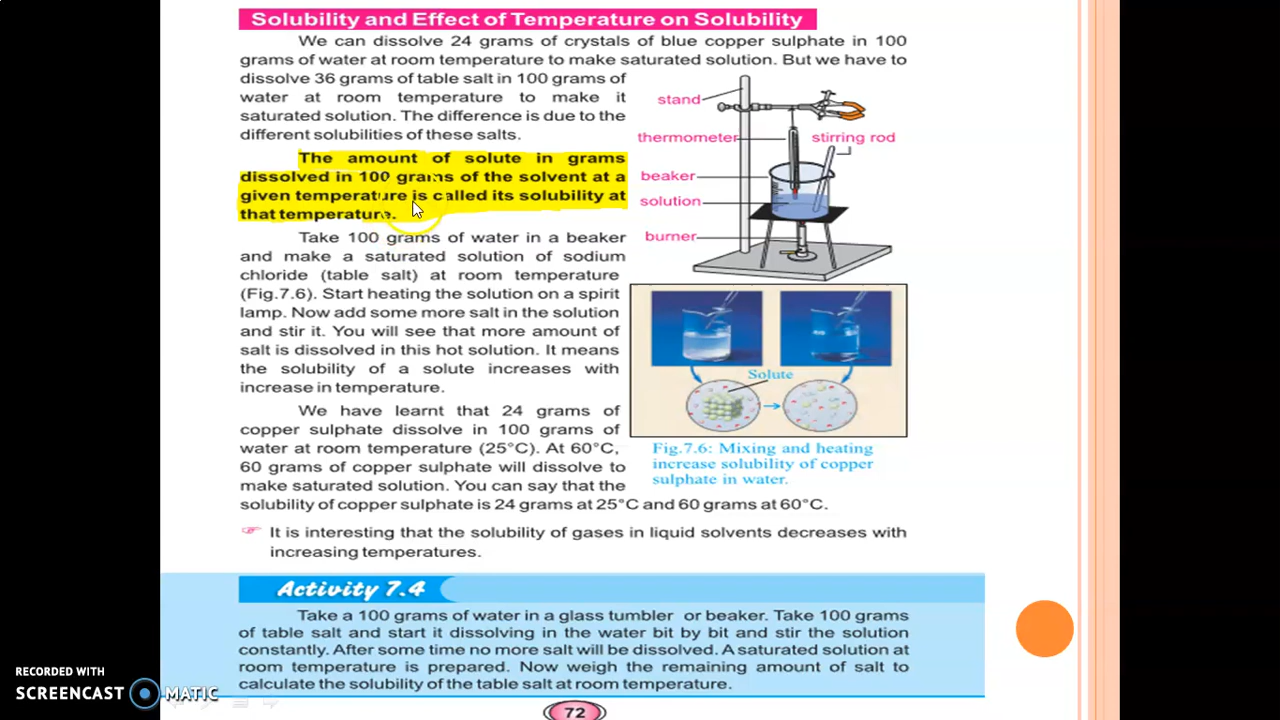 Solubility and Effect of Temperature on Solubility
We can dissolve 24 grams of crystals of blue copper sulphate in 100
grams of water at room temperature to make saturated solution. But we have to
dissolve 36 grams of table salt in 100 grams of
water at room temperature to make it
saturated solution. The difference is due to the
different solubilities of these salts.
The amount of solute in grams
dissolved in 100 grams of the solvent at a
given temperature is called its solubility at
that temperature.
Take 100 grams of water in a beaker
and make a saturated solution of sodium
chloride (table salt) at room temperature
(Fig.7.6). Start heating the solution on a spirit
lamp. Now add some more salt in the solution
and stir it. You will see that more amount of
salt is dissolved in this hot solution. It means
the solubility of a solute increases with
increase in temperature.
We have learnt that 24 grams of
copper sulphate dissolve in 100 grams of
water at room temperature (25°C). At 60°C,
60 grams of copper sulphate will dissolve to
make saturated solution. You can say that the
solubility of copper sulphate is 24 grams at 25°C and 60 grams at 60°C.
stand
thermometer
stirring rod
beaker
solution
burner
Solute
Fig.7.6: Mixing and heating
increase solubility of copper
sulphate in water.
It is interesting that the solubility of gases in liquid solvents decreases with
increasing temperatures.
Activity 7.4
Take a 100 grams of water in a glass tumbler or beaker. Take 100 grams
of table salt and start it dissolving in the water bit by bit and stir the solution
constantly. After some time no more salt will be dissolved. A saturated solution at
room temperature is prepared. Now weigh the remaining amount of salt to
calculate the solubility of the table salt at room temperature.
72
RECORDED WITH
SCREENCAST MATIC